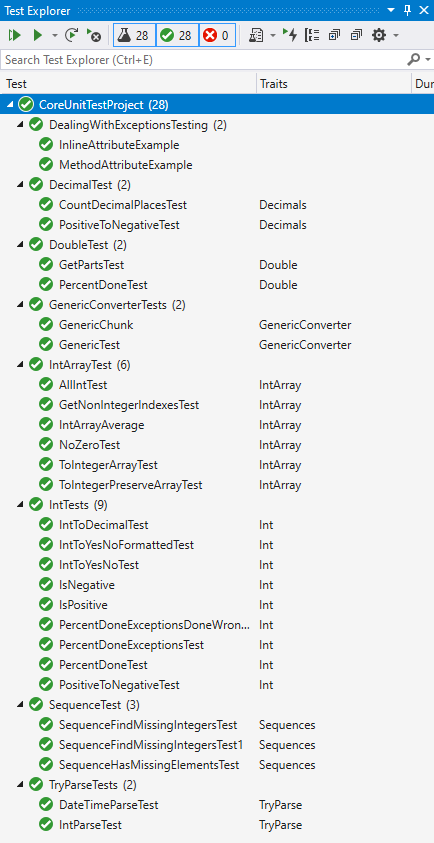 Test Explorer
28 28 0
Search Test Explorer (Ctrl+E)
Test Traits Dur
CoreUnitTestProject (28)
DealingWithExceptionsTesting (2)
InlineAttributeExample
MethodAttributeExample
DecimalTest (2)
CountDecimalPlacesTest Decimals
PositiveToNegativeTest Decimals
DoubleTest (2)
GetPartsTest Double
PercentDoneTest Double
GenericConverterTests (2)
GenericChunk GenericConverter
GenericTest GenericConverter
IntArrayTest (6)
AllIntTest IntArray
GetNonIntegerIndexesTest IntArray
IntArrayAverage IntArray
NoZeroTest IntArray
ToIntegerArrayTest IntArray
ToIntegerPreserveArrayTest IntArray
IntTests (9)
IntToDecimalTest Int
IntToYesNoFormattedTest Int
IntToYesNoTest Int
IsNegative Int
IsPositive Int
PercentDoneExceptionsDoneWron... Int
PercentDoneExceptionsTest Int
PercentDoneTest Int
PositiveToNegativeTest Int
SequenceTest (3)
SequenceFindMissingIntegersTest Sequences
SequenceFindMissingIntegersTest1 Sequences
SequenceHasMissingElementsTest Sequences
TryParseTests (2)
DateTimeParseTest TryParse
IntParseTest TryParse